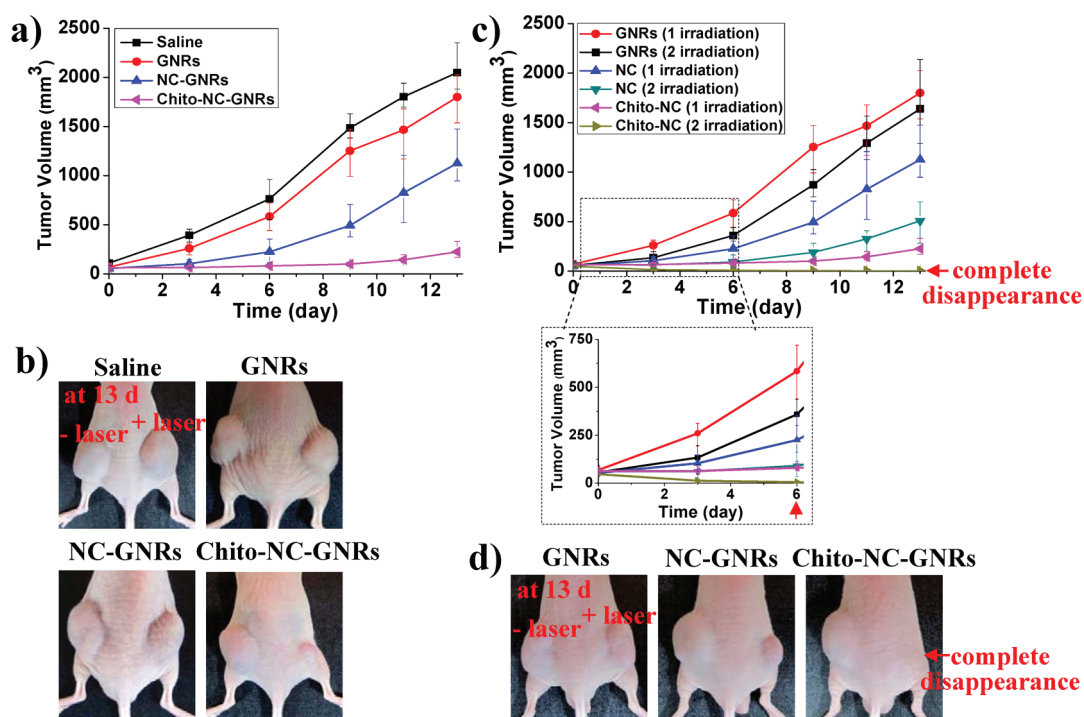 a)
Saline
GNRs
NC-GNRs
Chito-NC-GNRs
2500
2000
1500
1000
500
0
Tumor Volume (mm³)
0 2 4 6 8 10 12
Time (day)
b)
Saline
GNRs
at 13 d
- laser + laser
NC-GNRs
Chito-NC-GNRs
c)
GNRs (1 irradiation)
GNRs (2 irradiation)
NC (1 irradiation)
NC (2 irradiation)
Chito-NC (1 irradiation)
Chito-NC (2 irradiation)
2500
2000
1500
1000
500
0
Tumor Volume (mm³)
0 2 4 6 8 10 12
Time (day)
complete
disappearance
750
500
250
0
Tumor Volume (mm³)
0 2 4 6
Time (day)
d)
GNRs
NC-GNRs
Chito-NC-GNRs
at 13 d
- laser + laser
complete
disappearance